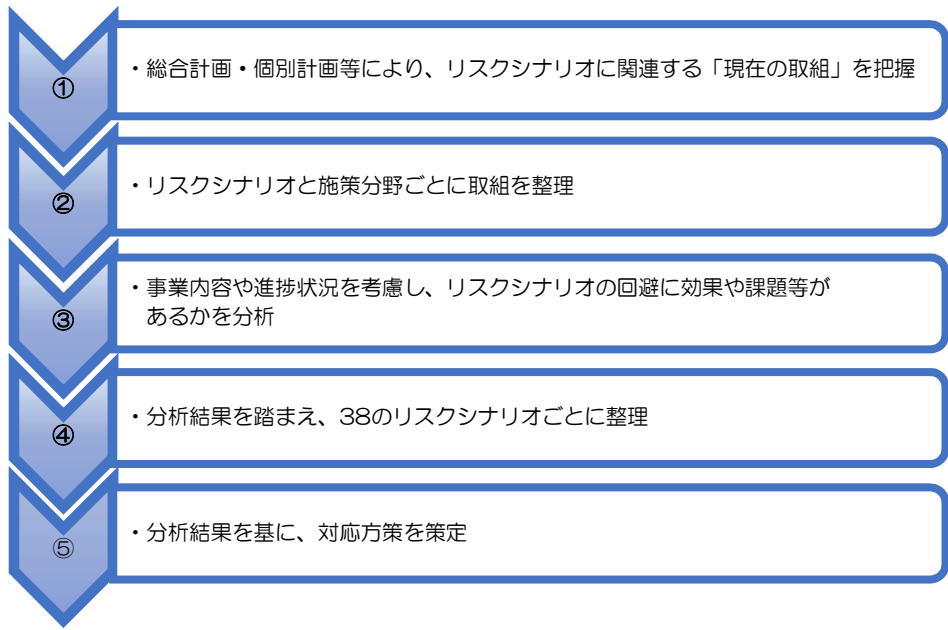 ①
・総合計画・個別計画等により、リスクシナリオに関連する「現在の取組」を把握
②
・リスクシナリオと施策分野ごとに取組を整理
③
・事業内容や進捗状況を考慮し、リスクシナリオの回避に効果や課題等が
あるかを分析
④
・分析結果を踏まえ、38のリスクシナリオごとに整理
⑤
・分析結果を基に、対応方策を策定